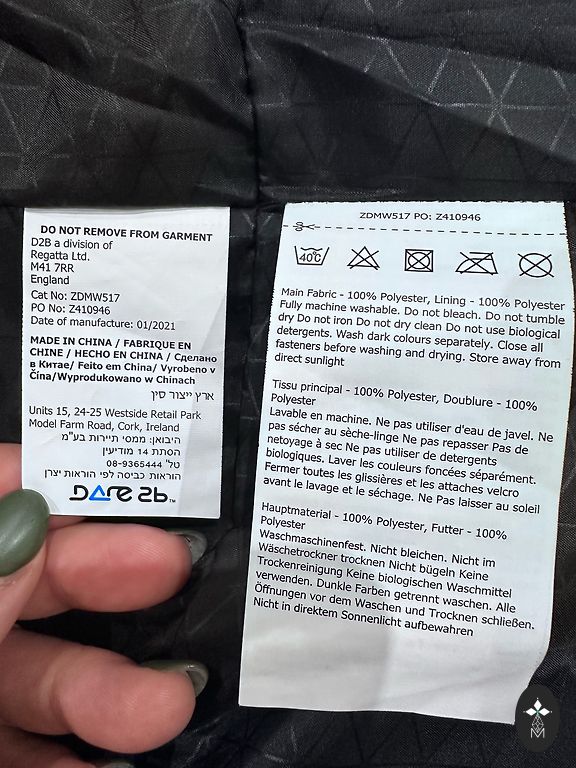 DO NOT REMOVE FROM GARMENT
D2B a division of
Regatta Ltd.
M41 7RR
England
Cat No: ZDMW517
PO No: Z410946
Date of manufacture: 01/2021
MADE IN CHINA / FABRIQUE EN
CHINE / HECHO EN CHINA / Сделано
в Китае/ Feito em China/ Vyrobeno v
Čína/Wyprodukowano w Chinach
ארץ ייצור סין
Units 15, 24-25 Westside Retail Park
Model Farm Road, Cork, Ireland
היבואן: ממסי תיירות בע"מ
הסתת 14 מודיעין
טל' 08-9365444
הוראות כביסה לפי הוראות יצרן
DARE 2b™
ZDMW517 PO: Z410946
40°C
Main Fabric - 100% Polyester, Lining - 100% Polyester
Fully machine washable. Do not bleach. Do not tumble
dry Do not iron Do not dry clean Do not use biological
detergents. Wash dark colours separately. Close all
fasteners before washing and drying. Store away from
direct sunlight
Tissu principal - 100% Polyester, Doublure - 100%
Polyester
Lavable en machine. Ne pas utiliser d'eau de javel. Ne
pas sécher au sèche-linge Ne pas repasser Pas de
nettoyage à sec Ne pas utiliser de detergents
biologiques. Laver les couleurs foncées séparément.
Fermer toutes les glissières et les attaches velcro
avant le lavage et le séchage. Ne Pas laisser au soleil
Hauptmaterial - 100% Polyester, Futter - 100%
Polyester
Waschmaschinenfest. Nicht bleichen. Nicht im
Wäschetrockner trocknen Nicht bügeln Keine
Trockenreinigung Keine biologischen Waschmittel
verwenden. Dunkle Farben getrennt waschen. Alle
Öffnungen vor dem Waschen und Trocknen schließen.
Nicht in direktem Sonnenlicht aufbewahren
M